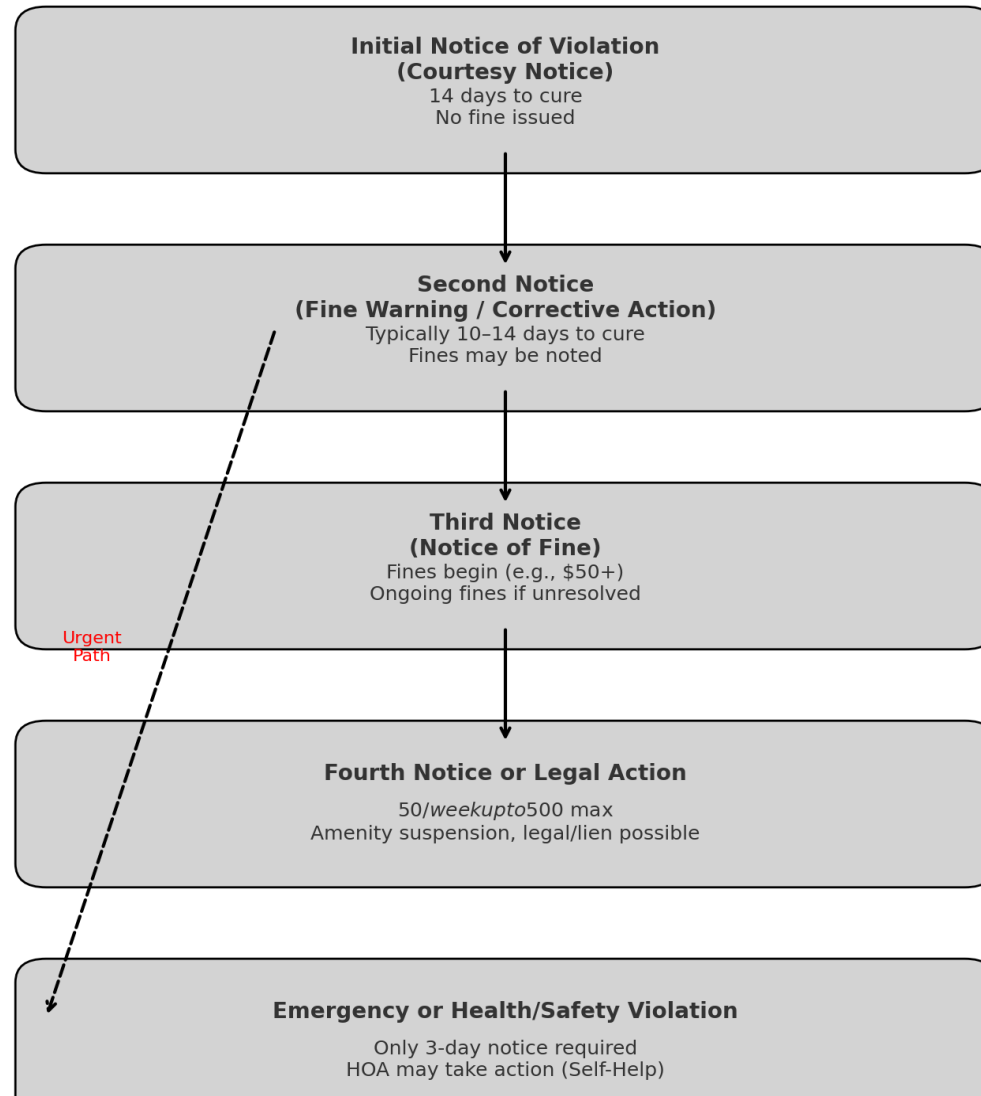 Initial Notice of Violation
(Courtesy Notice)
14 days to cure
No fine issued
Second Notice
(Fine Warning / Corrective Action)
Typically 10–14 days to cure
Fines may be noted
Third Notice
(Notice of Fine)
Fines begin (e.g., $50+)
Ongoing fines if unresolved
Urgent
Path
Fourth Notice or Legal Action
50/weekupto500 max
Amenity suspension, legal/lien possible
Emergency or Health/Safety Violation
Only 3-day notice required
HOA may take action (Self-Help)